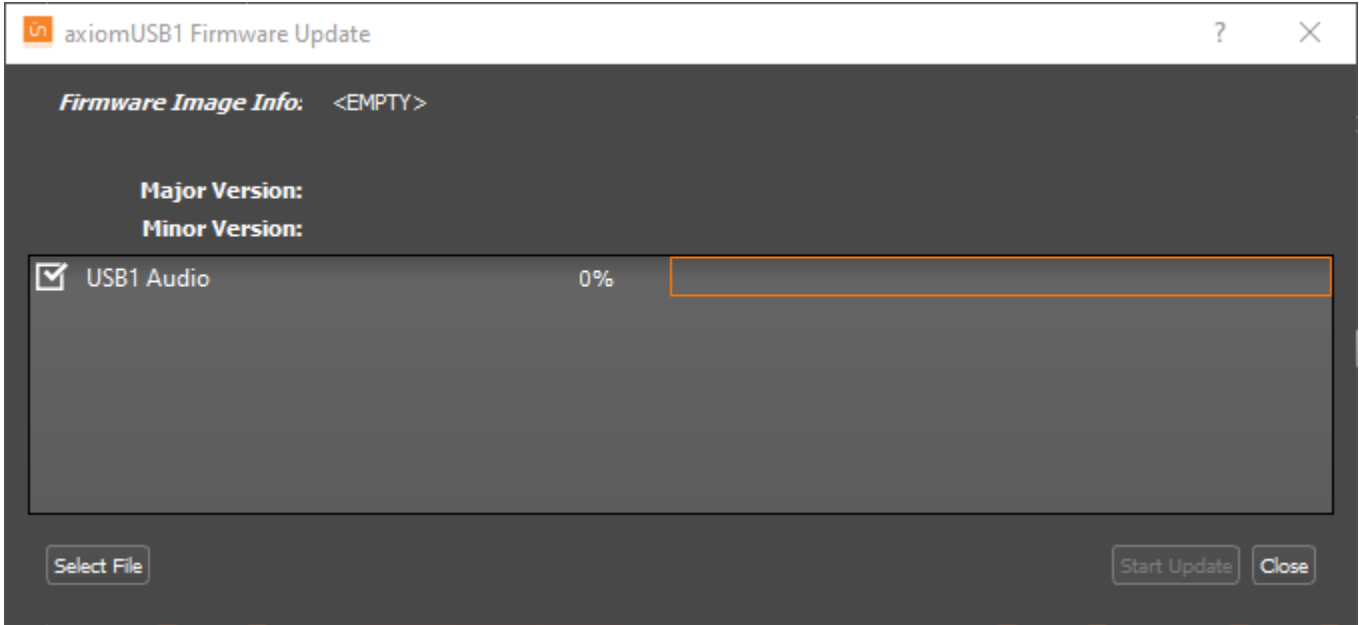 axiomUSB1 Firmware Update ?
Firmware Image Info: <EMPTY>
Major Version:
Minor Version:
USB1 Audio 0%
Select File Start Update Close